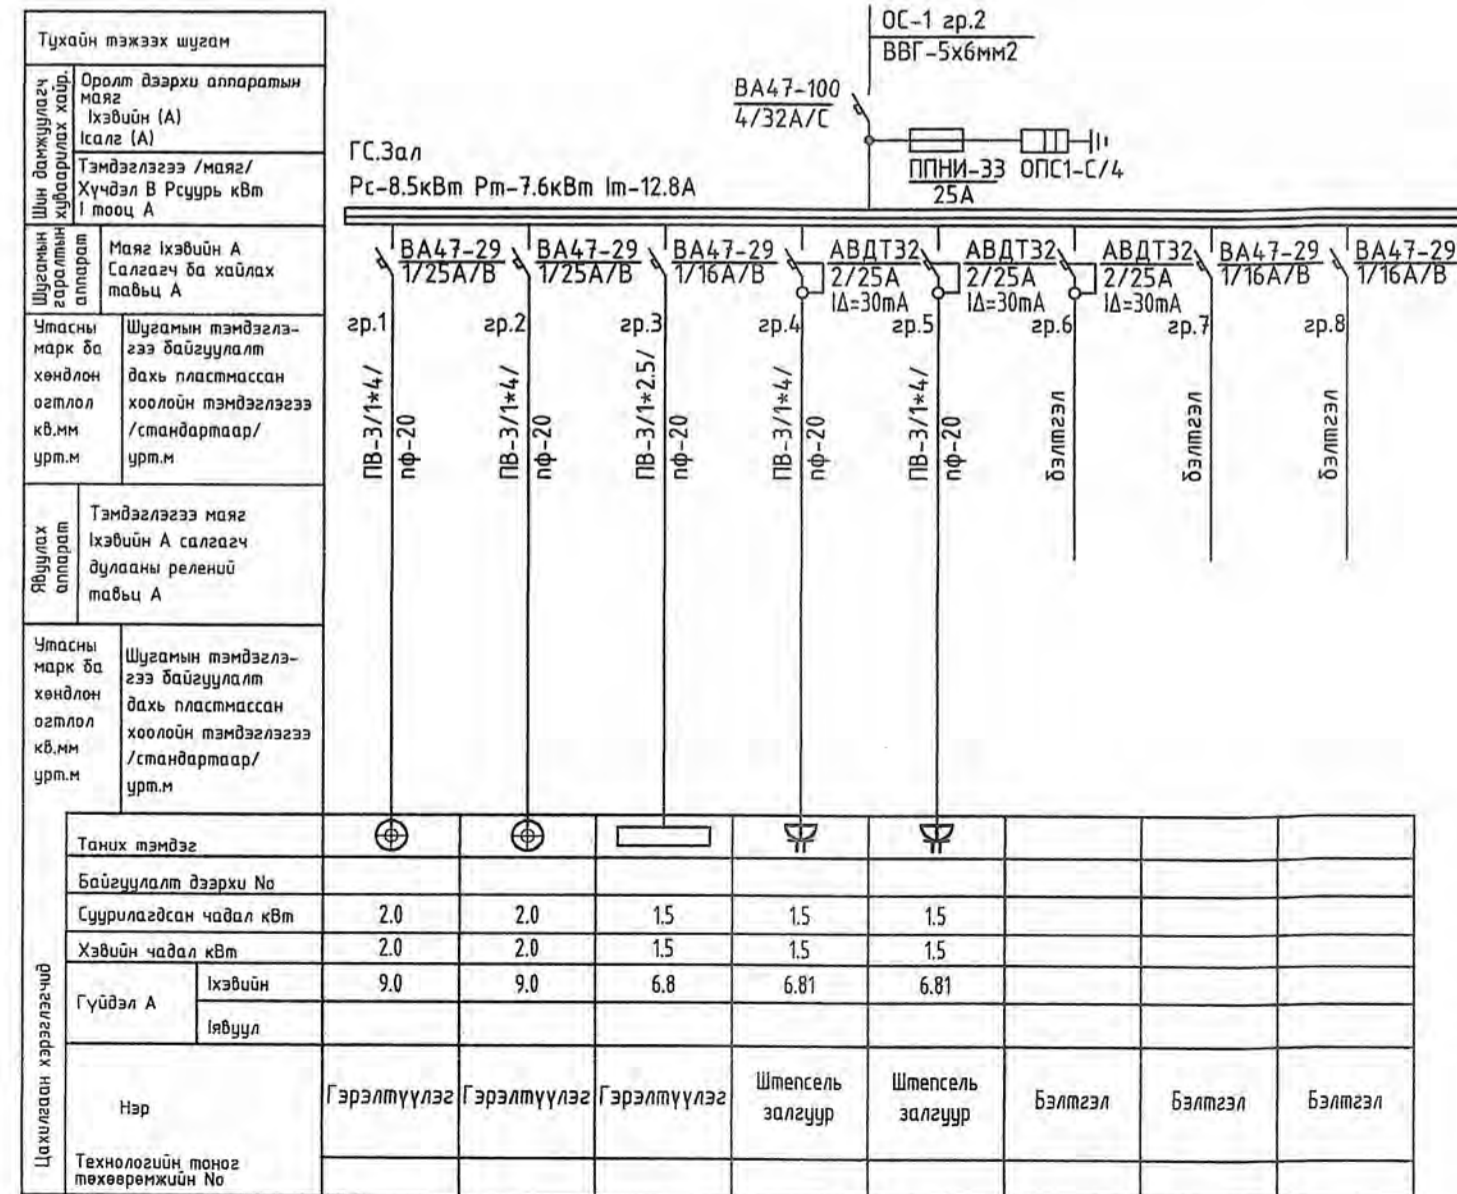 Тухайн тэжээх шугам
Шин дамжуулагч
хуваарилах хайр.
Оролт дээрхи аппаратын
маяг
Iхэвийн (А)
Iсалг (А)
Тэмдэглэгээ /маяг/
Хүчдэл В Рсуурь кВт
I тооц А
ОС-1 гр.2
ВВГ-5х6мм2
ВА47-100
4/32А/С
ППНИ-33
25А
ОПС1-С/4
ГС.Зал
Рс-8.5кВт Рт-7.6кВт Iт-12.8А
Шугамын
гаралтын
аппарат
Маяг Iхэвийн А
Салгагч ба хайлах
тавьц А
ВА47-29
1/25А/В
ВА47-29
1/25А/В
ВА47-29
1/16А/В
АВДТ32
2/25А
IΔ=30mA
АВДТ32
2/25А
IΔ=30mA
АВДТ32
2/25А
IΔ=30mA
ВА47-29
1/16А/В
ВА47-29
1/16А/В
гр.1
гр.2
гр.3
гр.4
гр.5
гр.6
гр.7
гр.8
Утасны
марк ба
хөндлөн
огтлол
кв.мм
урт.м
Шугамын тэмдэглэ-
гээ байгуулалт
дахь пластмассан
хоолойн тэмдэглэгээ
/стандартаар/
урт.м
ПВ-3/1*4/
пф-20
ПВ-3/1*4/
пф-20
ПВ-3/1*2.5/
пф-20
ПВ-3/1*4/
пф-20
ПВ-3/1*4/
пф-20
бэлтгэл
бэлтгэл
бэлтгэл
Явуулах
аппарат
Тэмдэглэгээ маяг
Iхэвийн А салгагч
дулааны релений
тавьц А
Утасны
марк ба
хөндлөн
огтлол
кв.мм
урт.м
Шугамын тэмдэглэ-
гээ байгуулалт
дахь пластмассан
хоолойн тэмдэглэгээ
/стандартаар/
урт.м
Цахилгаан хэрэглэгчид
Таних тэмдэг
Байгуулалт дээрхи No
Суурилагдсан чадал кВт 2.0 2.0 1.5 1.5 1.5
Хэвийн чадал кВт 2.0 2.0 1.5 1.5 1.5
Гүйдэл А
Iхэвийн 9.0 9.0 6.8 6.81 6.81
Iявуул
Нэр
Гэрэлтүүлэг Гэрэлтүүлэг Гэрэлтүүлэг
Штепсель
залгуур
Штепсель
залгуур
Бэлтгэл Бэлтгэл Бэлтгэл
Технологийн тоног
төхөөрөмжийн No